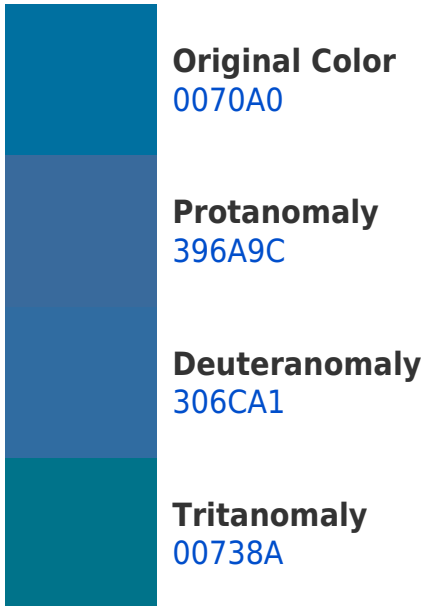 Original Color
0070A0
Protanomaly
396A9C
Deuteranomaly
306CA1
Tritanomaly
00738A